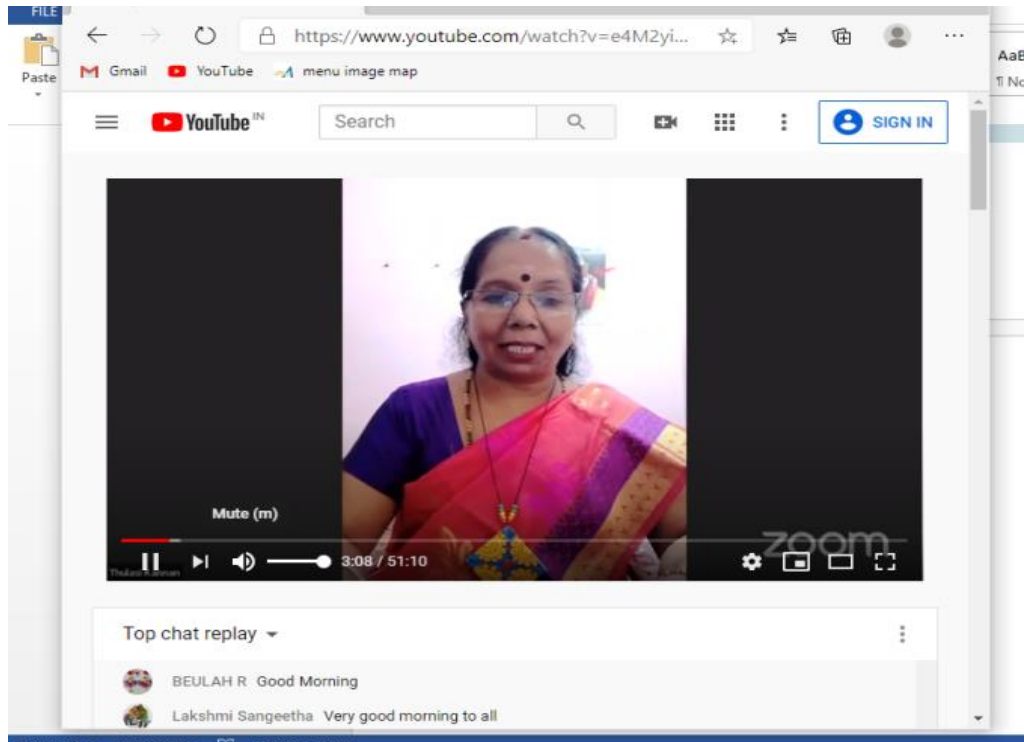 FILE
https://www.youtube.com/watch?v=e4M2yi...
Paste
Gmail YouTube menu image map
AaB
¶ No
YouTube IN
Search
SIGN IN
Mute (m)
zoom
3:08 / 51:10
Thulasi Kannan
Top chat replay
BEULAH R Good Morning
Lakshmi Sangeetha Very good morning to all